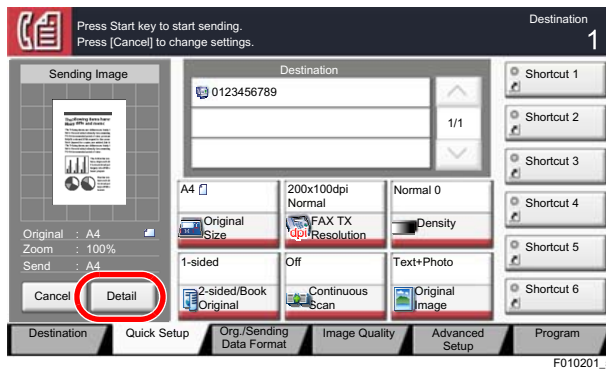 Press Start key to start sending.
Press [Cancel] to change settings.
Destination
1
Sending Image
Original : A4
Zoom : 100%
Send : A4
Cancel
Detail
Destination
0123456789
1/1
A4
Original
Size
200x100dpi
Normal
dpi
FAX TX
Resolution
Normal 0
Density
1-sided
2-sided/Book
Original
Off
Continuous
Scan
Text+Photo
Original
Image
Shortcut 1
Shortcut 2
Shortcut 3
Shortcut 4
Shortcut 5
Shortcut 6
Destination
Quick Setup
Org./Sending
Data Format
Image Quality
Advanced
Setup
Program
F010201_